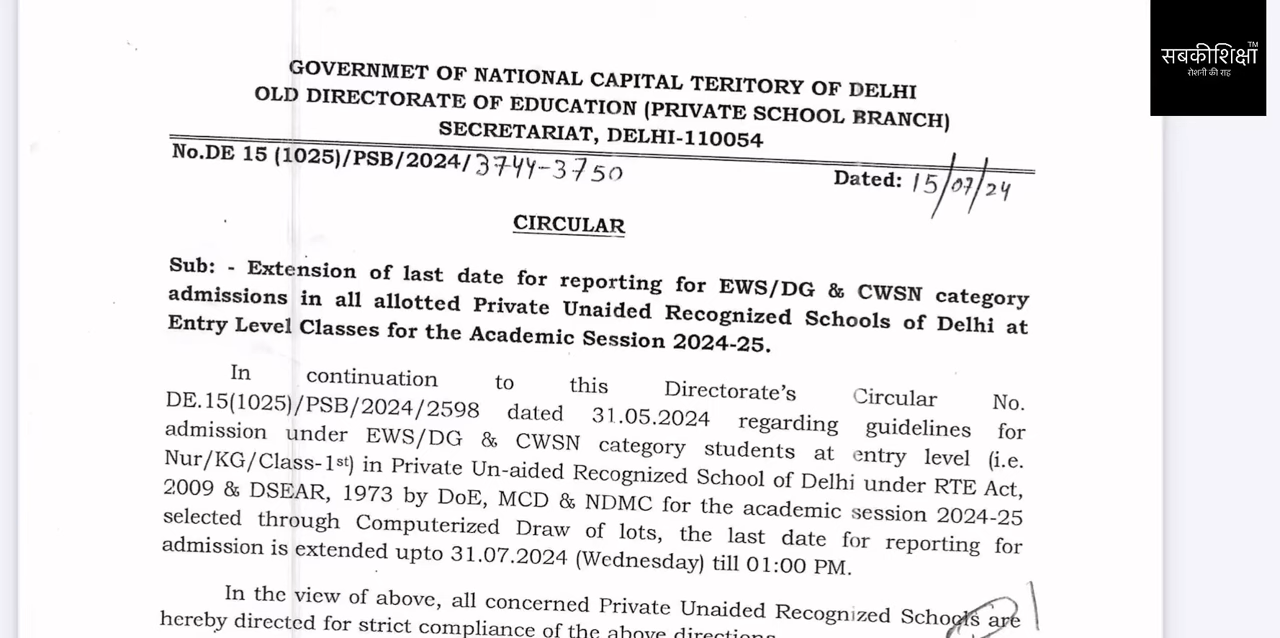 सबकीशिक्षा™
रोशनी की राह
GOVERNMET OF NATIONAL CAPITAL TERITORY OF DELHI
OLD DIRECTORATE OF EDUCATION (PRIVATE SCHOOL BRANCH)
SECRETARIAT, DELHI-110054
No.DE 15 (1025)/PSB/2024/3744-3750
Dated: 15/07/24
CIRCULAR
Sub: - Extension of last date for reporting for EWS/DG & CWSN category
admissions in all allotted Private Unaided Recognized Schools of Delhi at
Entry Level Classes for the Academic Session 2024-25.
In continuation to this Directorate's Circular No.
DE.15(1025)/PSB/2024/2598 dated 31.05.2024 regarding guidelines for
admission under EWS/DG & CWSN category students at entry level (i.e.
Nur/KG/Class-1st) in Private Un-aided Recognized School of Delhi under RTE Act,
2009 & DSEAR, 1973 by DoE, MCD & NDMC for the academic session 2024-25
selected through Computerized Draw of lots, the last date for reporting for
admission is extended upto 31.07.2024 (Wednesday) till 01:00 PM.
In the view of above, all concerned Private Unaided Recognized Schools are
hereby directed for strict compliance of the above directions.